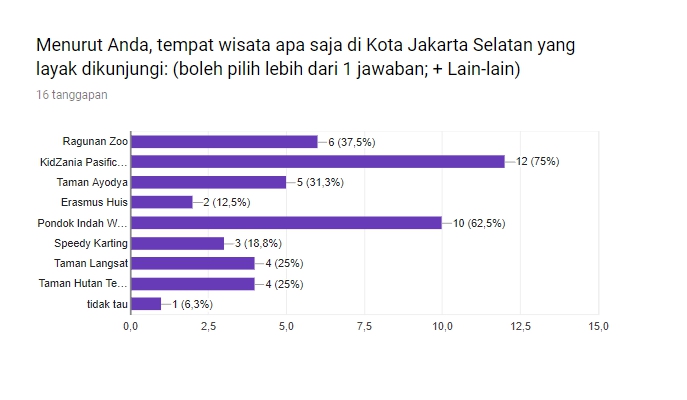 Menurut Anda, tempat wisata apa saja di Kota Jakarta Selatan yang
layak dikunjungi: (boleh pilih lebih dari 1 jawaban; + Lain-lain)
16 tanggapan
Ragunan Zoo 6 (37,5%)
KidZania Pasific... 12 (75%)
Taman Ayodya 5 (31,3%)
Erasmus Huis 2 (12,5%)
Pondok Indah W... 10 (62,5%)
Speedy Karting 3 (18,8%)
Taman Langsat 4 (25%)
Taman Hutan Te... 4 (25%)
tidak tau 1 (6,3%)
0,0 2,5 5,0 7,5 10,0 12,5 15,0